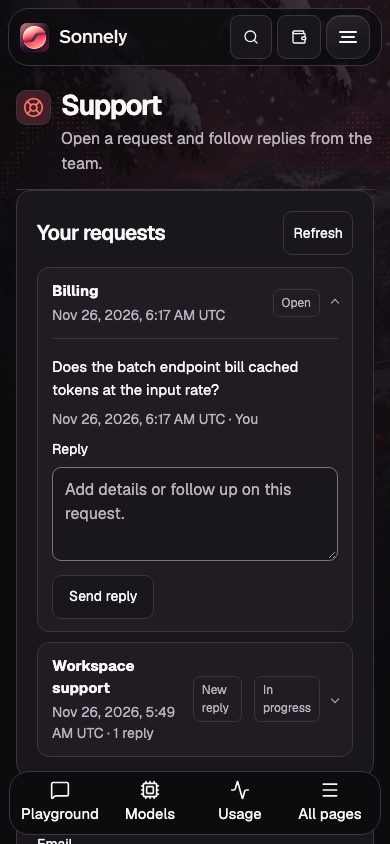 Sonnely
Support
Open a request and follow replies from the
team.
Your requests
Refresh
Billing
Nov 26, 2026, 6:17 AM UTC
Open
Does the batch endpoint bill cached
tokens at the input rate?
Nov 26, 2026, 6:17 AM UTC · You
Reply
Add details or follow up on this
request.
Send reply
Workspace
support
Nov 26, 2026, 5:49
AM UTC · 1 reply
New
reply
In
progress
Playground
Models
Usage
All pages
Email